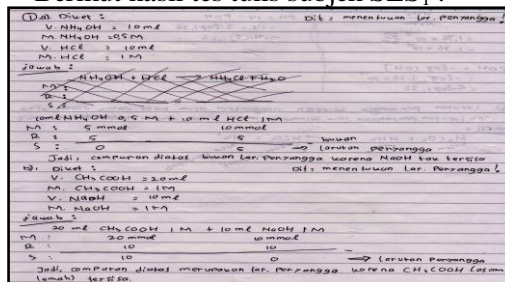 Berikut hasil tes tulis subjek SES1 :
① a) Diket :    Dit : menentukan Lar. Penyangga !
V. NH4OH = 10 ml
M. NH4OH = 0,5 M
V. HCl = 10 ml
M. HCl = 1 M
Jawab :
NH4OH + HCl → NH4Cl + H2O
M :
R :
S :
10 ml NH4OH 0,5 M + 10 ml HCl 1M
M : 5 mmol 10 mmol
R : 5 5 bukan
S : 0 5 → larutan penyangga
Jadi, campuran diatas bukan Lar. Penyangga karena NaOH tak tersisa
b). Diket :    Dit : menentukan Lar. Penyangga !
V. CH3COOH = 20 ml
M. CH3COOH = 1 M
V. NaOH = 10 ml
M. NaOH = 1 M
Jawab :
20 ml CH3COOH 1 M + 10 ml NaOH 1 M
M : 20 mmol 10 mmol
R : 10 10
S : 10 0 → Larutan Penyangga
Jadi, campuran diatas merupakan lar. Penyangga karena CH3COOH (asam
lemah) tersisa.